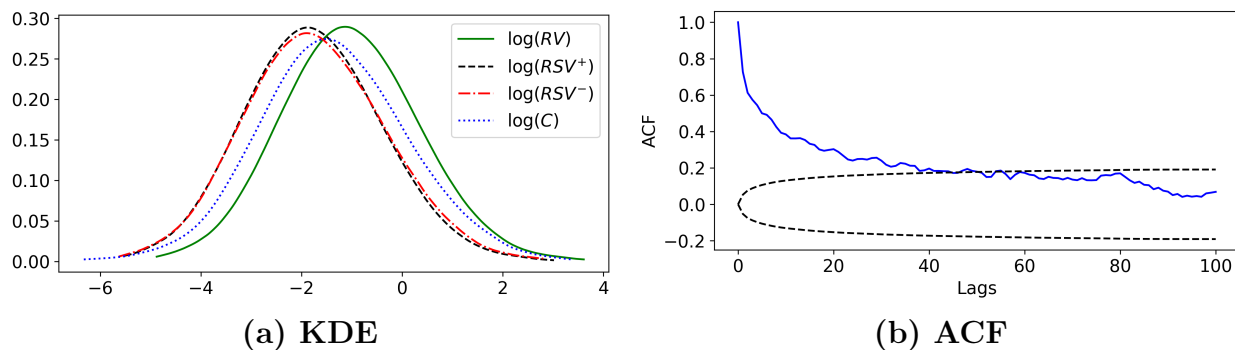 0.30
0.25
0.20
0.15
0.10
0.05
0.00
−6 −4 −2 0 2 4
log(RV)
log(RSV⁺)
log(RSV⁻)
log(C)
(a) KDE
ACF
1.0
0.8
0.6
0.4
0.2
0.0
−0.2
0 20 40 60 80 100
Lags
(b) ACF